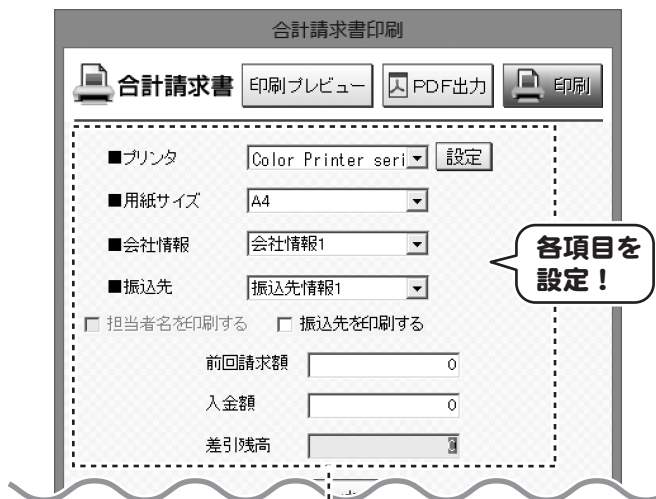 合計請求書印刷
合計請求書 印刷プレビュー PDF出力 印刷
■プリンタ Color Printer seri 設定
■用紙サイズ A4
■会社情報 会社情報1
■振込先 振込先情報1
各項目を
設定！
担当者名を印刷する 振込先を印刷する
前回請求額 0
入金額 0
差引残高 0